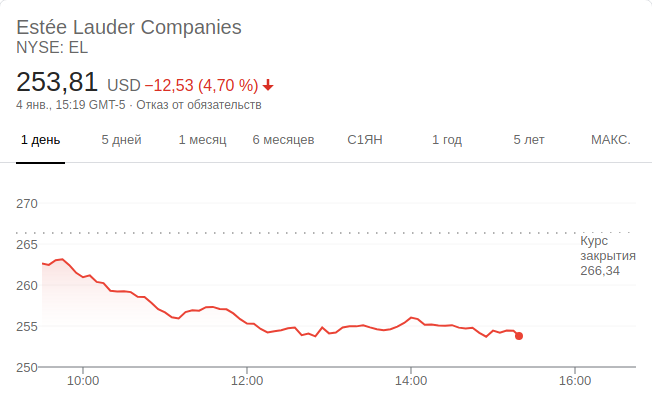 Estée Lauder Companies
NYSE: EL
253,81 USD −12,53 (4,70 %)
4 янв., 15:19 GMT-5 · Отказ от обязательств
1 день 5 дней 1 месяц 6 месяцев С1ЯН 1 год 5 лет МАКС.
270
265
260
255
250
Курс
закрытия
266,34
10:00 12:00 14:00 16:00